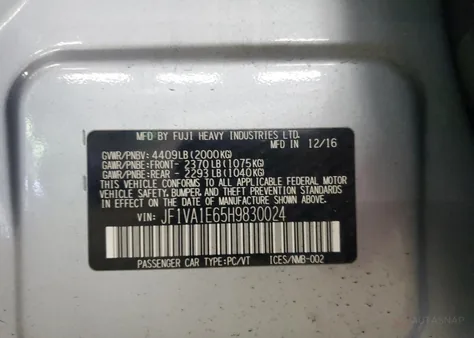 MFD BY FUJI HEAVY INDUSTRIES LTD.
MADE IN JAPAN 12/16
GVWR/PNBV: 4409LB(2000KG)
GAWR/PNBE:FRONT- 2370LB(1075KG)
GAWR/PNBE:REAR - 2293LB(1040KG)
THIS VEHICLE CONFORMS TO ALL APPLICABLE FEDERAL MOTOR
VEHICLE SAFETY, BUMPER, AND THEFT PREVENTION STANDARDS
IN EFFECT ON THE DATE OF MANUFACTURE SHOWN ABOVE.
VIN: JF1VA1E65H9830024
PASSENGER CAR TYPE:PC/VT ICES/NMB-002
AUTOSNAP